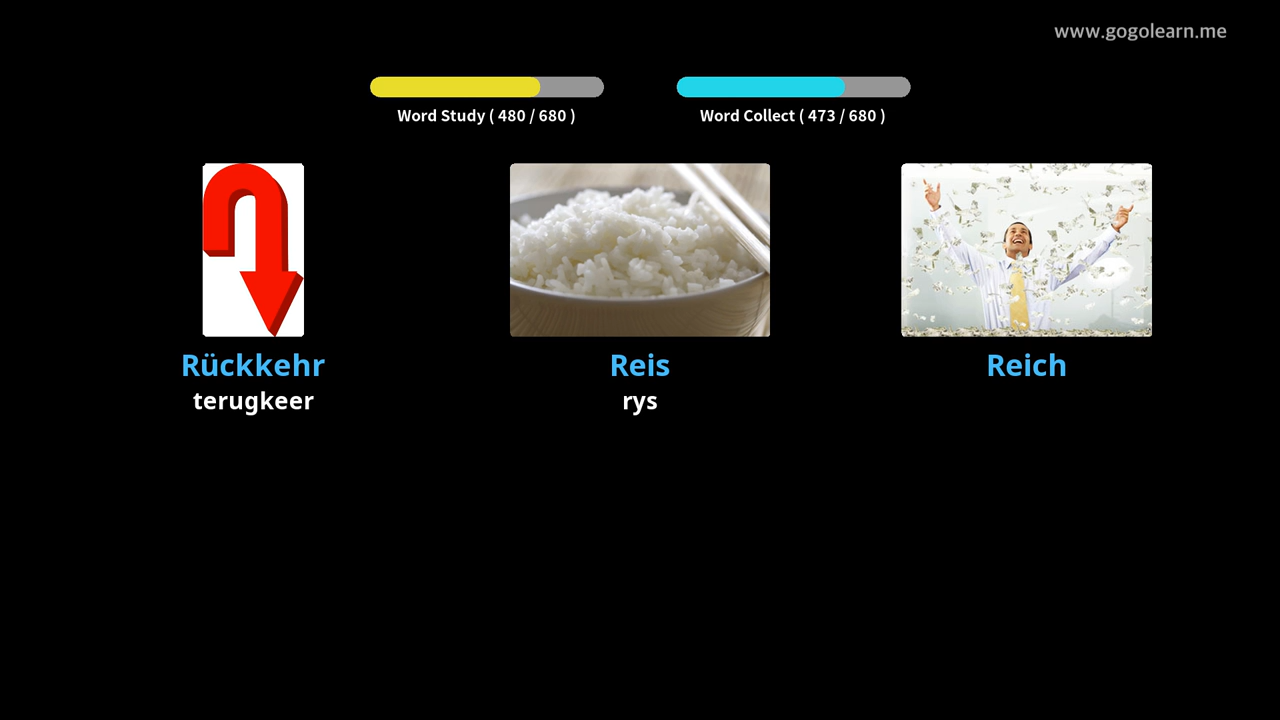 www.gogolearn.me
Word Study ( 480 / 680 )
Word Collect ( 473 / 680 )
Rückkehr
terugkeer
Reis
rys
Reich